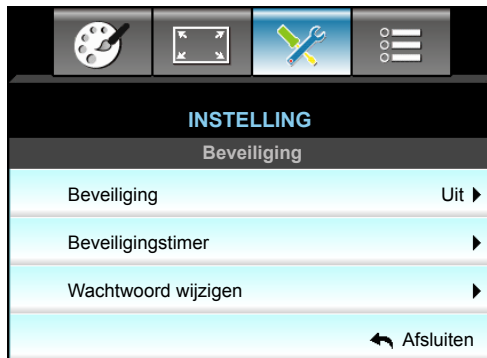 INSTELLING
Beveiliging
Beveiliging Uit
Beveiligingstimer
Wachtwoord wijzigen
Afsluiten